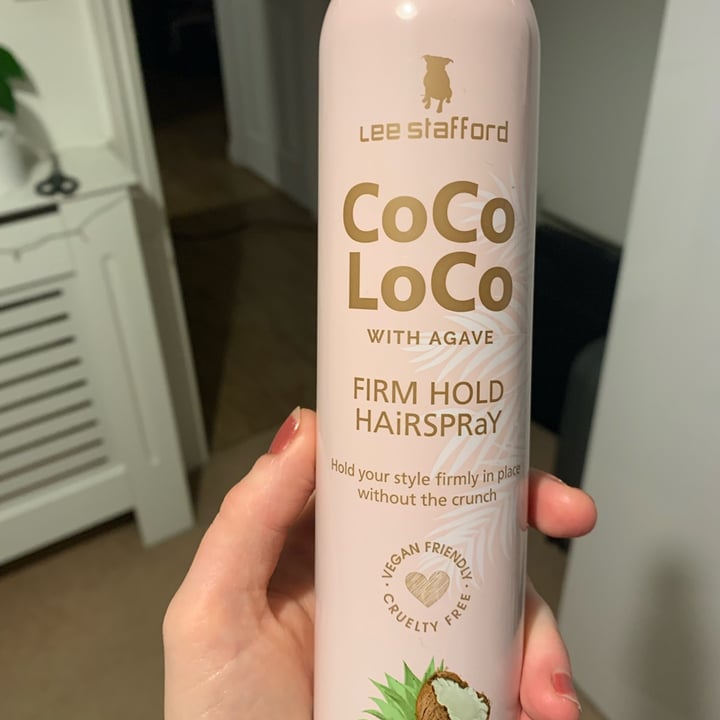 Lee Stafford
CoCo
LoCo
WITH AGAVE
FIRM HOLD
HAiRSPRaY
Hold your style firmly in place
without the crunch
· VEGAN FRIENDLY ·
CRUELTY FREE